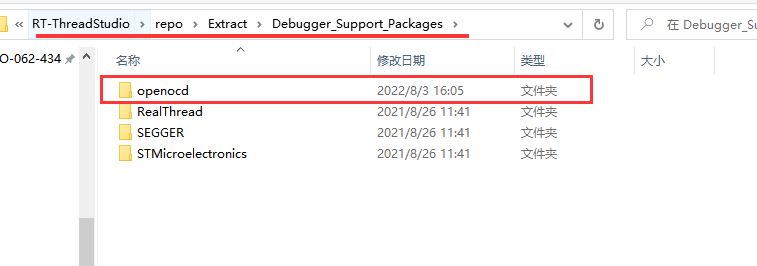 « RT-ThreadStudio › repo › Extract › Debugger_Support_Packages ›
在 Debugger_Su
O-062-434
名称 修改日期 类型 大小
openocd 2022/8/3 16:05 文件夹
RealThread 2021/8/26 11:41 文件夹
SEGGER 2021/8/26 11:41 文件夹
STMicroelectronics 2021/8/26 11:41 文件夹